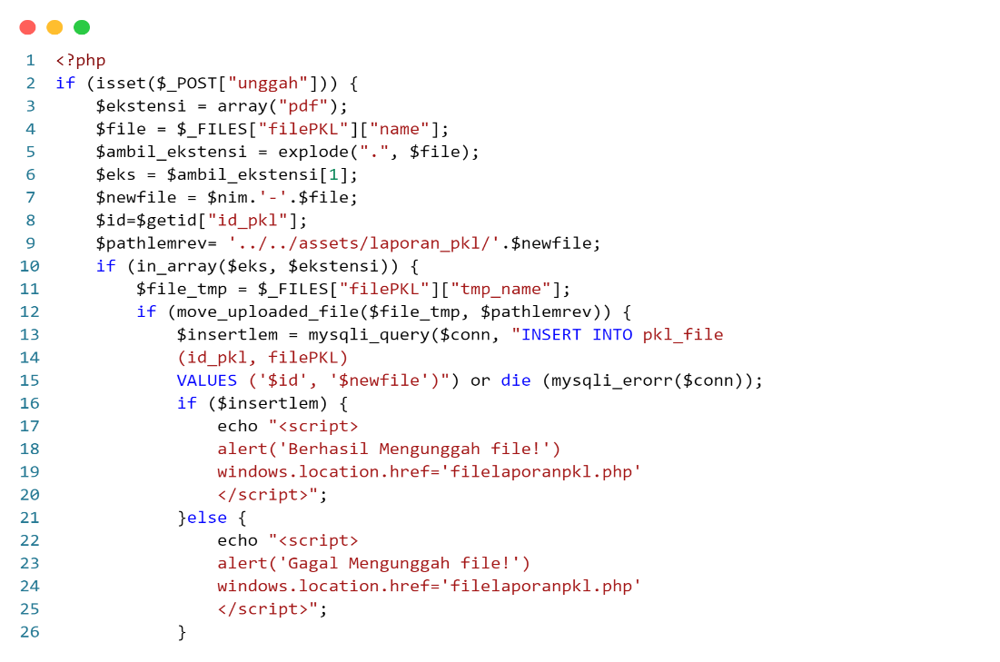 1 <?php
2 if (isset($_POST["unggah"])) {
3     $ekstensi = array("pdf");
4     $file = $_FILES["filePKL"]["name"];
5     $ambil_ekstensi = explode(".", $file);
6     $eks = $ambil_ekstensi[1];
7     $newfile = $nim.'-'.$file;
8     $id=$getid["id_pkl"];
9     $pathlemrev= '../../assets/laporan_pkl/'.$newfile;
10     if (in_array($eks, $ekstensi)) {
11         $file_tmp = $_FILES["filePKL"]["tmp_name"];
12         if (move_uploaded_file($file_tmp, $pathlemrev)) {
13             $insertlem = mysqli_query($conn, "INSERT INTO pkl_file
14             (id_pkl, filePKL)
15             VALUES ('$id', '$newfile')") or die (mysqli_erorr($conn));
16             if ($insertlem) {
17                 echo "<script>
18                 alert('Berhasil Mengunggah file!')
19                 windows.location.href='filelaporanpkl.php'
20                 </script>";
21             }else {
22                 echo "<script>
23                 alert('Gagal Mengunggah file!')
24                 windows.location.href='filelaporanpkl.php'
25                 </script>";
26             }